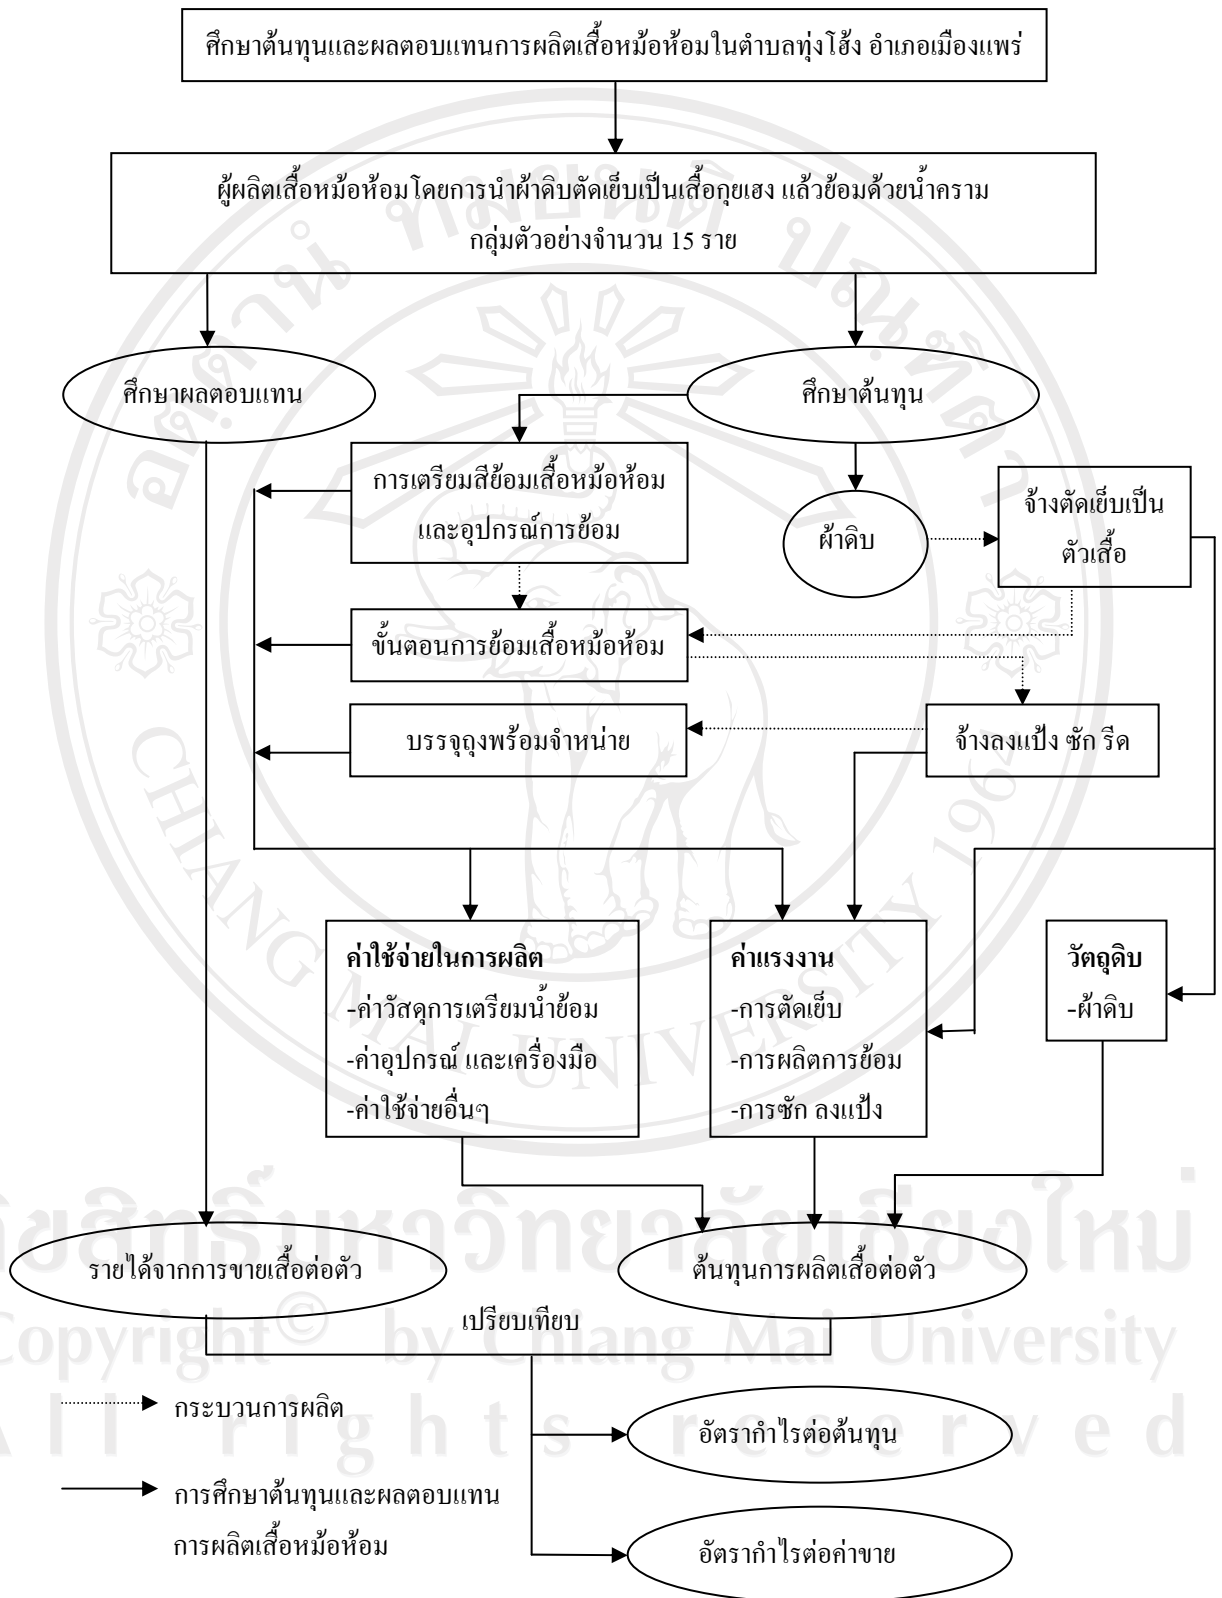 ศึกษาต้นทุนและผลตอบแทนการผลิตเสื้อหม้อห้อมในตำบลทุ่งโฮ้ง อำเภอเมืองแพร่
ผู้ผลิตเสื้อหม้อห้อมโดยการนำผ้าดิบตัดเย็บเป็นเสื้อกุยเฮง แล้วย้อมด้วยน้ำคราม
กลุ่มตัวอย่างจำนวน 15 ราย
ศึกษาผลตอบแทน
ศึกษาต้นทุน
การเตรียมสีย้อมเสื้อหม้อห้อม
และอุปกรณ์การย้อม
ผ้าดิบ
จ้างตัดเย็บเป็น
ตัวเสื้อ
ขั้นตอนการย้อมเสื้อหม้อห้อม
บรรจุถุงพร้อมจำหน่าย
จ้างลงแป้ง ซัก รีด
ค่าใช้จ่ายในการผลิต
-ค่าวัสดุการเตรียมน้ำย้อม
-ค่าอุปกรณ์ และเครื่องมือ
-ค่าใช้จ่ายอื่นๆ
ค่าแรงงาน
-การตัดเย็บ
-การผลิตการย้อม
-การซัก ลงแป้ง
วัตถุดิบ
-ผ้าดิบ
รายได้จากการขายเสื้อต่อตัว
ต้นทุนการผลิตเสื้อต่อตัว
เปรียบเทียบ
กระบวนการผลิต
อัตรากำไรต่อต้นทุน
การศึกษาต้นทุนและผลตอบแทน
การผลิตเสื้อหม้อห้อม
อัตรากำไรต่อค่าขาย
CHIANG MAI UNIVERSITY 1964
Copyright © by Chiang Mai University
All rights reserved